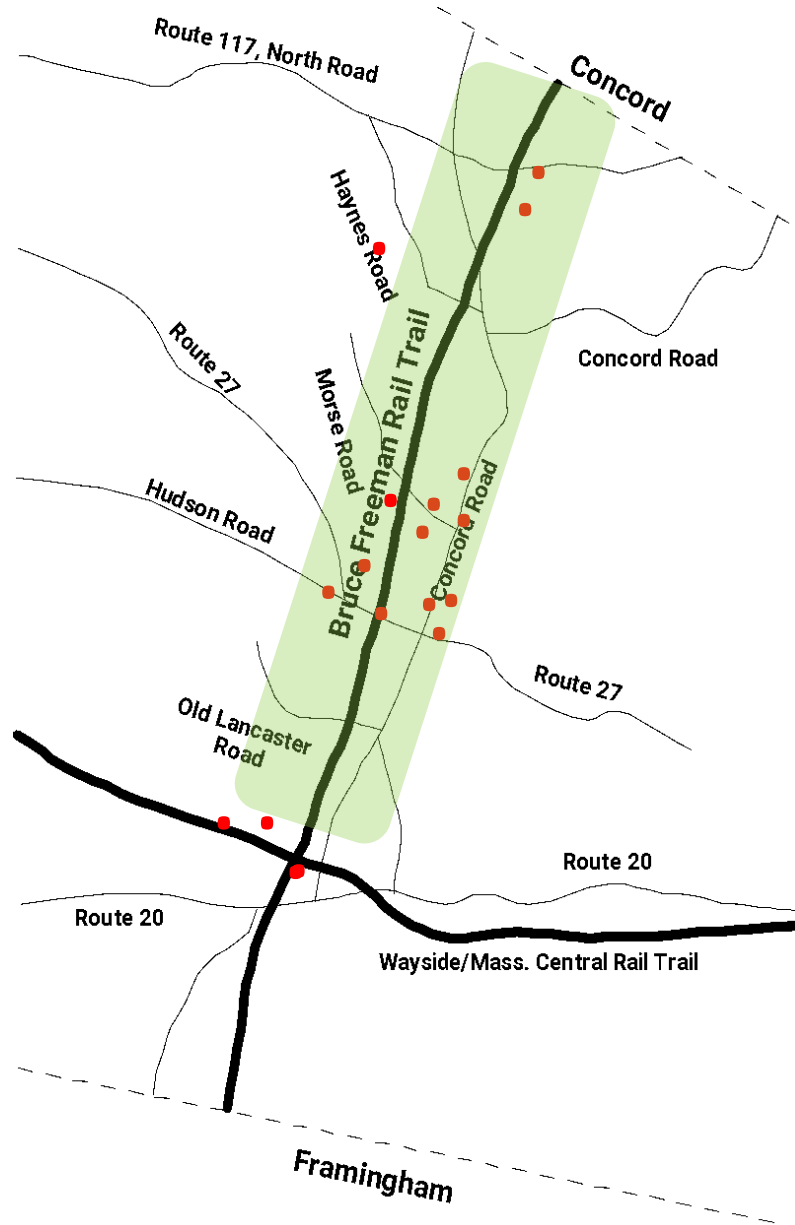 Route 117, North Road
Concord
Haynes Road
Route 27
Concord Road
Morse Road
Bruce Freeman Rail Trail
Hudson Road
Concord Road
Route 27
Old Lancaster
Road
Route 20
Route 20
Wayside/Mass. Central Rail Trail
Framingham